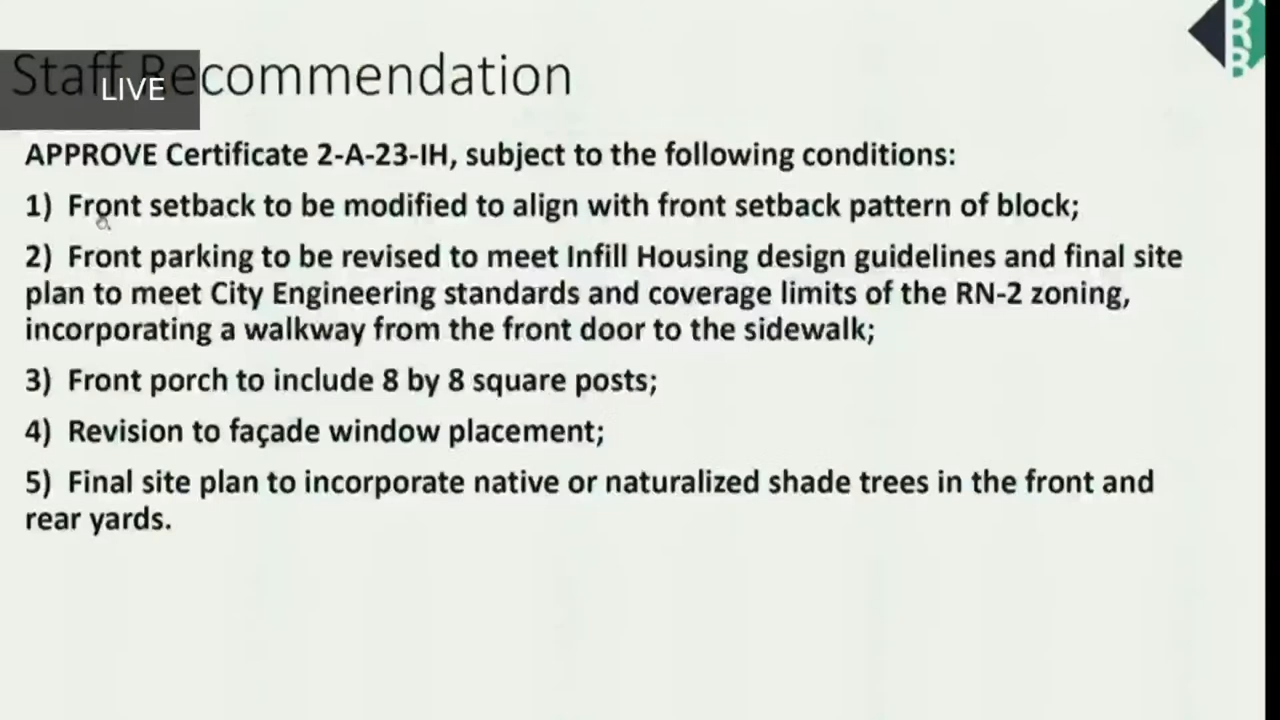 Staff Recommendation
LIVE
APPROVE Certificate 2-A-23-IH, subject to the following conditions:
1) Front setback to be modified to align with front setback pattern of block;
2) Front parking to be revised to meet Infill Housing design guidelines and final site
plan to meet City Engineering standards and coverage limits of the RN-2 zoning,
incorporating a walkway from the front door to the sidewalk;
3) Front porch to include 8 by 8 square posts;
4) Revision to façade window placement;
5) Final site plan to incorporate native or naturalized shade trees in the front and
rear yards.